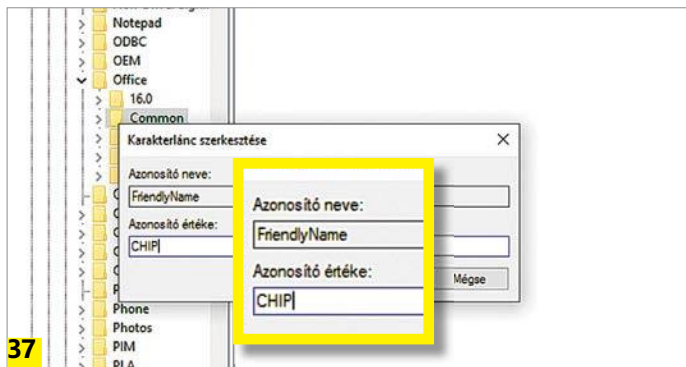 Notepad
ODBC
OEM
Office
16.0
Common
Karakterlánc szerkesztése
Azonosító neve:
FriendlyName
Azonosító értéke:
CHIP
Azonosító neve:
FriendlyName
Azonosító értéke:
CHIP
Mégse
Phone
Photos
PIM
PLA
37